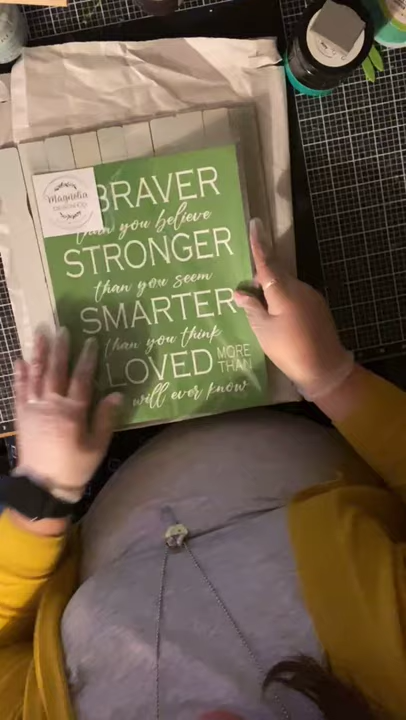 Magnolia
BRAVER
than you believe
STRONGER
than you seem
SMARTER
than you think
LOVED MORE THAN
will ever know